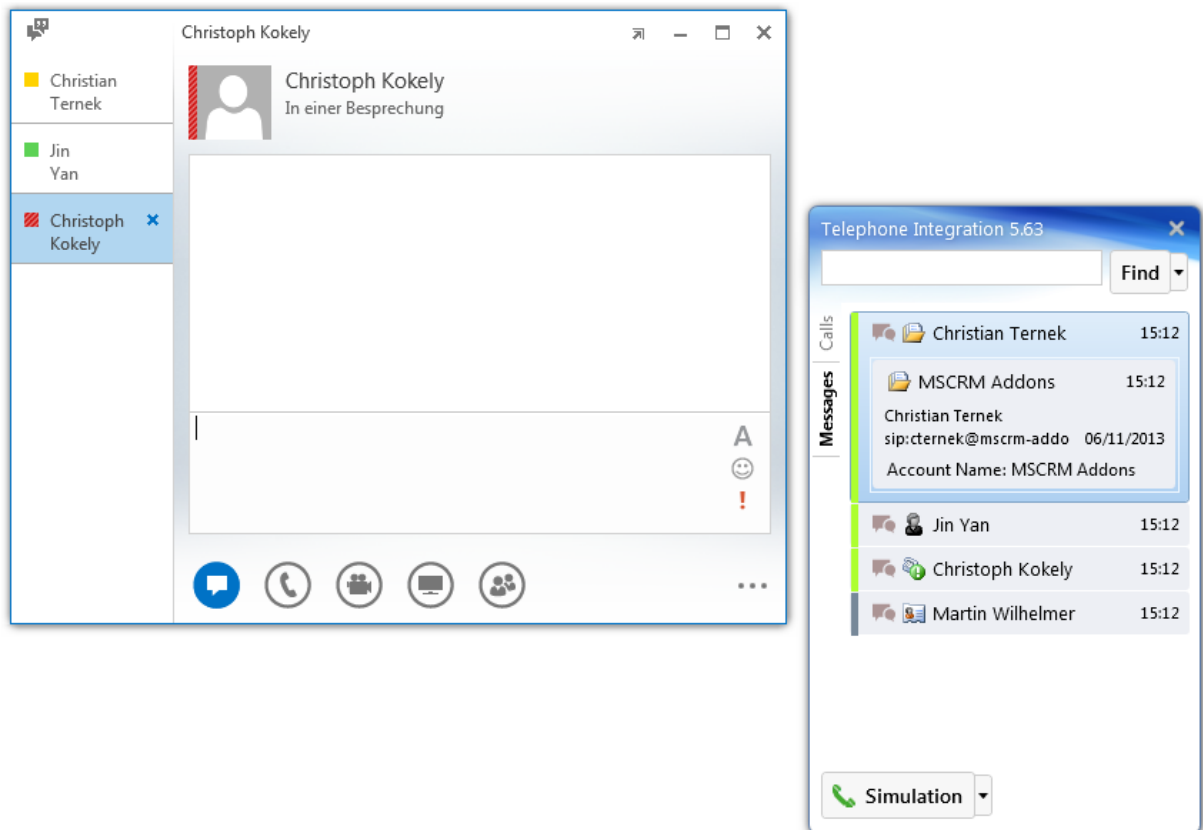 Christoph Kokely
Christian
Ternek
Jin
Yan
Christoph
Kokely
Christoph Kokely
In einer Besprechung
A
!
Telephone Integration 5.63
Find
Calls
Messages
Christian Ternek 15:12
MSCRM Addons 15:12
Christian Ternek
sip:cternek@mscrm-addo 06/11/2013
Account Name: MSCRM Addons
Jin Yan 15:12
Christoph Kokely 15:12
Martin Wilhelmer 15:12
Simulation